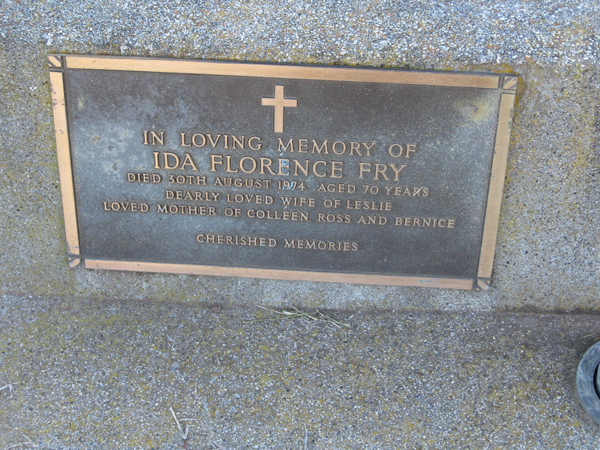 IN LOVING MEMORY OF
IDA FLORENCE FRY
DIED 30TH AUGUST 1974 AGED 70 YEARS
DEARLY LOVED WIFE OF LESLIE
LOVED MOTHER OF COLLEEN, ROSS AND BERNICE
CHERISHED MEMORIES